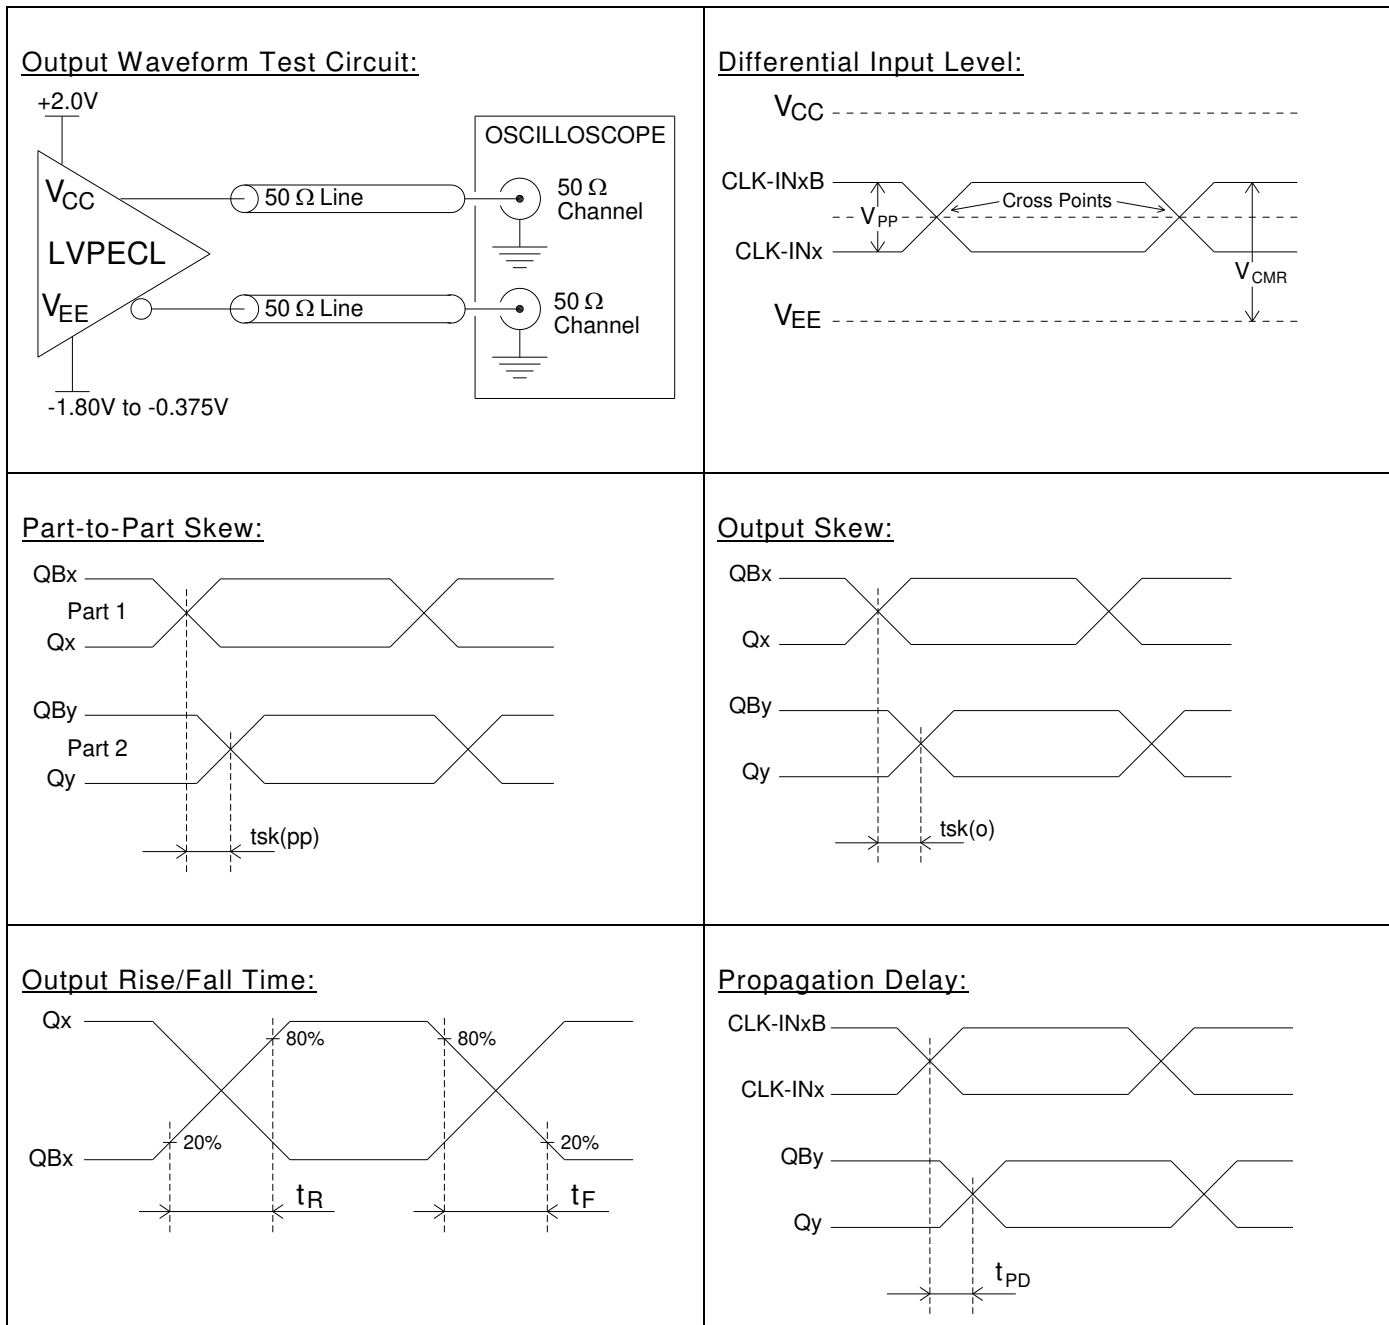 Output Waveform Test Circuit:
+2.0V
OSCILLOSCOPE
VCC
50 Ω Line
50 Ω
Channel
LVPECL
VEE
50 Ω Line
50 Ω
Channel
-1.80V to -0.375V
Differential Input Level:
VCC
CLK-INxB
Cross Points
VPP
CLK-INx
VCMR
VEE
Part-to-Part Skew:
QBx
Part 1
Qx
QBy
Part 2
Qy
tsk(pp)
Output Skew:
QBx
Qx
QBy
Qy
tsk(o)
Output Rise/Fall Time:
Qx
80%
80%
20%
20%
QBx
tR
tF
Propagation Delay:
CLK-INxB
CLK-INx
QBy
Qy
tPD